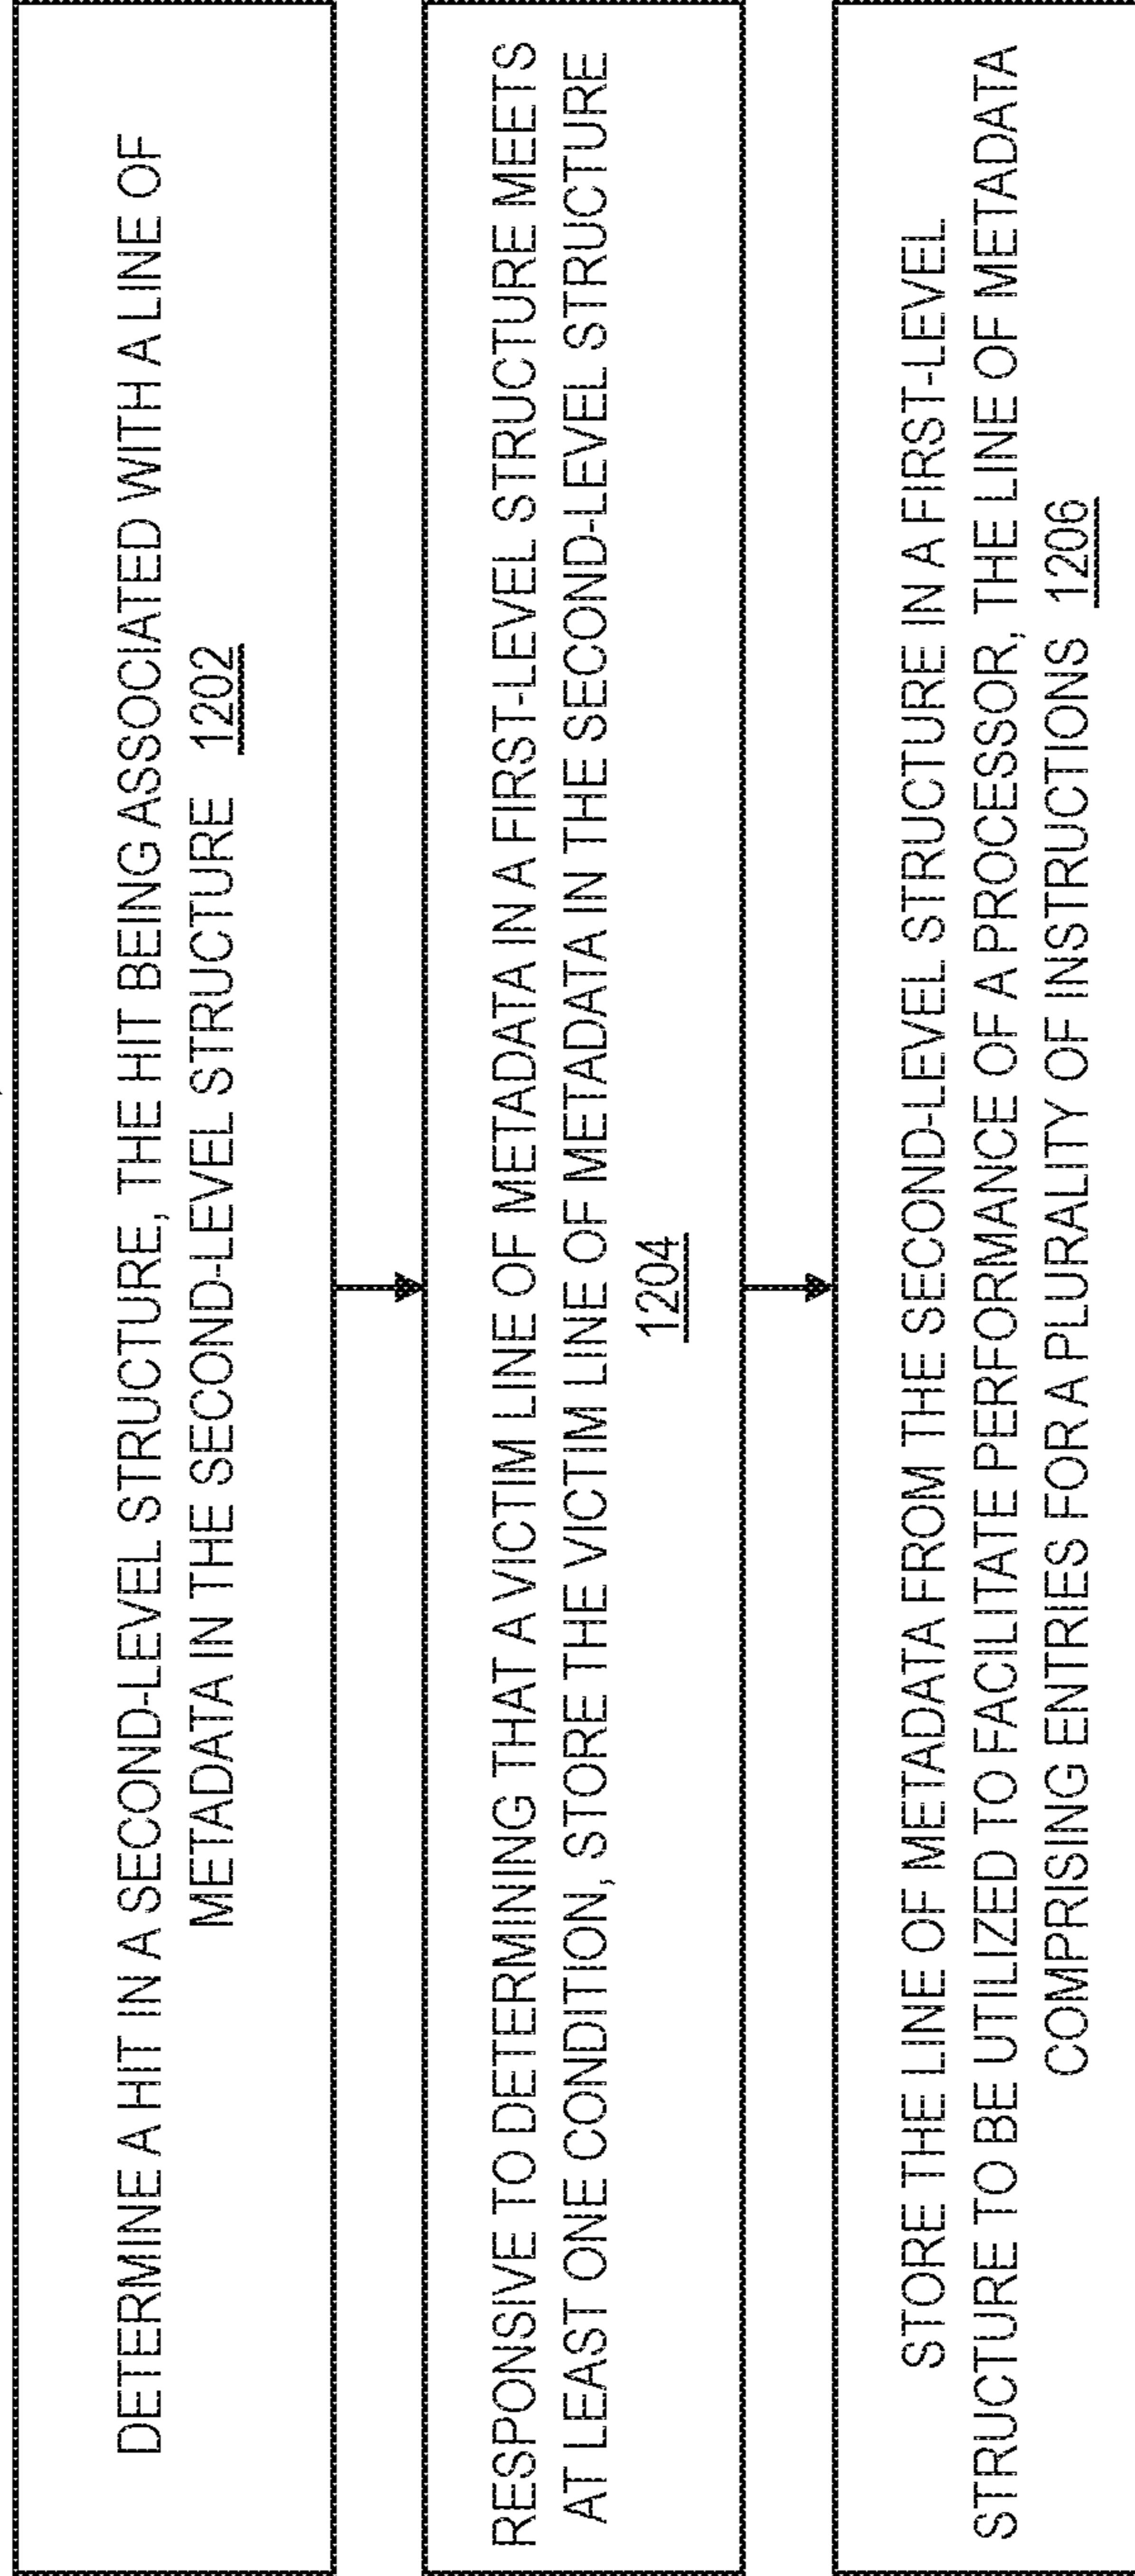 DETERMINE A HIT IN A SECOND-LEVEL STRUCTURE, THE HIT BEING ASSOCIATED WITH A LINE OF
METADATA IN THE SECOND-LEVEL STRUCTURE 1202
RESPONSIVE TO DETERMINING THAT A VICTIM LINE OF METADATA IN A FIRST-LEVEL STRUCTURE MEETS
AT LEAST ONE CONDITION, STORE THE VICTIM LINE OF METADATA IN THE SECOND-LEVEL STRUCTURE
1204
STORE THE LINE OF METADATA FROM THE SECOND-LEVEL STRUCTURE IN A FIRST-LEVEL
STRUCTURE TO BE UTILIZED TO FACILITATE PERFORMANCE OF A PROCESSOR, THE LINE OF METADATA
COMPRISING ENTRIES FOR A PLURALITY OF INSTRUCTIONS 1206